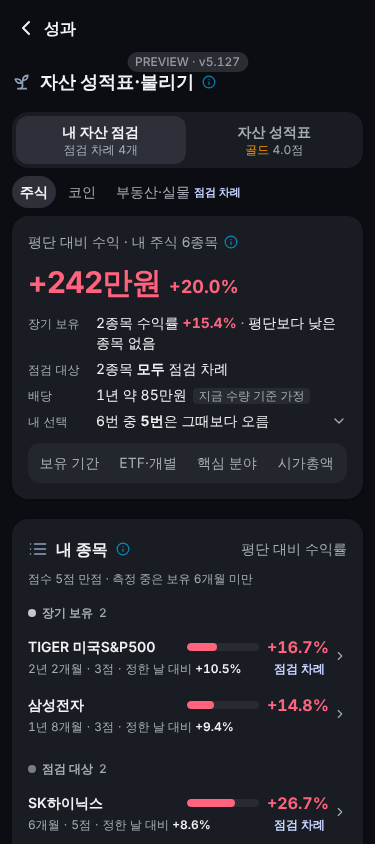 성과
PREVIEW · v5.127
자산 성적표·불리기
내 자산 점검
점검 차례 4개
자산 성적표
골드 4.0점
주식 코인 부동산·실물 점검 차례
평단 대비 수익 · 내 주식 6종목
+242만원 +20.0%
장기 보유 2종목 수익률 +15.4% · 평단보다 낮은
종목 없음
점검 대상 2종목 모두 점검 차례
배당 1년 약 85만원 지금 수량 기준 가정
내 선택 6번 중 5번은 그때보다 오름
보유 기간 ETF·개별 핵심 분야 시가총액
내 종목 평단 대비 수익률
점수 5점 만점 · 측정 중은 보유 6개월 미만
장기 보유 2
TIGER 미국S&P500 +16.7%
2년 2개월 · 3점 · 정한 날 대비 +10.5% 점검 차례
삼성전자 +14.8%
1년 8개월 · 3점 · 정한 날 대비 +9.4%
점검 대상 2
SK하이닉스 +26.7%
6개월 · 5점 · 정한 날 대비 +8.6% 점검 차례